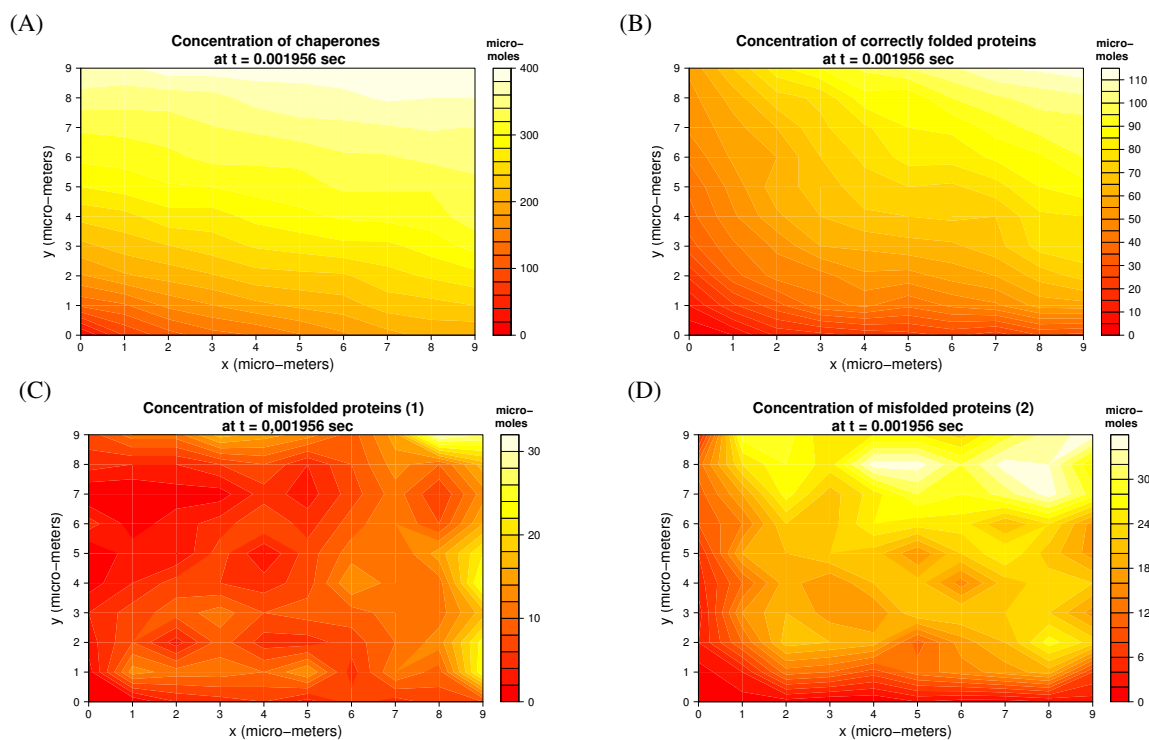 (A)
Concentration of chaperones
at t = 0.001956 sec
micro−
moles
y (micro−meters)
9
8
7
6
5
4
3
2
1
0
400
200
0
0 1 2 3 4 5 6 7 8 9
x (micro−meters)
(B)
Concentration of correctly folded proteins
at t = 0.001956 sec
micro−
moles
y (micro−meters)
9
8
7
6
5
4
3
2
1
0
110
100
90
80
70
60
50
40
30
20
10
0
0 1 2 3 4 5 6 7 8 9
x (micro−meters)
(C)
Concentration of misfolded proteins (1)
at t = 0,001956 sec
micro−
moles
y (micro−meters)
9
8
7
6
5
4
3
2
1
0
30
20
10
0
0 1 2 3 4 5 6 7 8 9
x (micro−meters)
(D)
Concentration of misfolded proteins (2)
at t = 0.001956 sec
micro−
moles
y (micro−meters)
9
8
7
6
5
4
3
2
1
0
30
24
18
12
6
0
0 1 2 3 4 5 6 7 8 9
x (micro−meters)